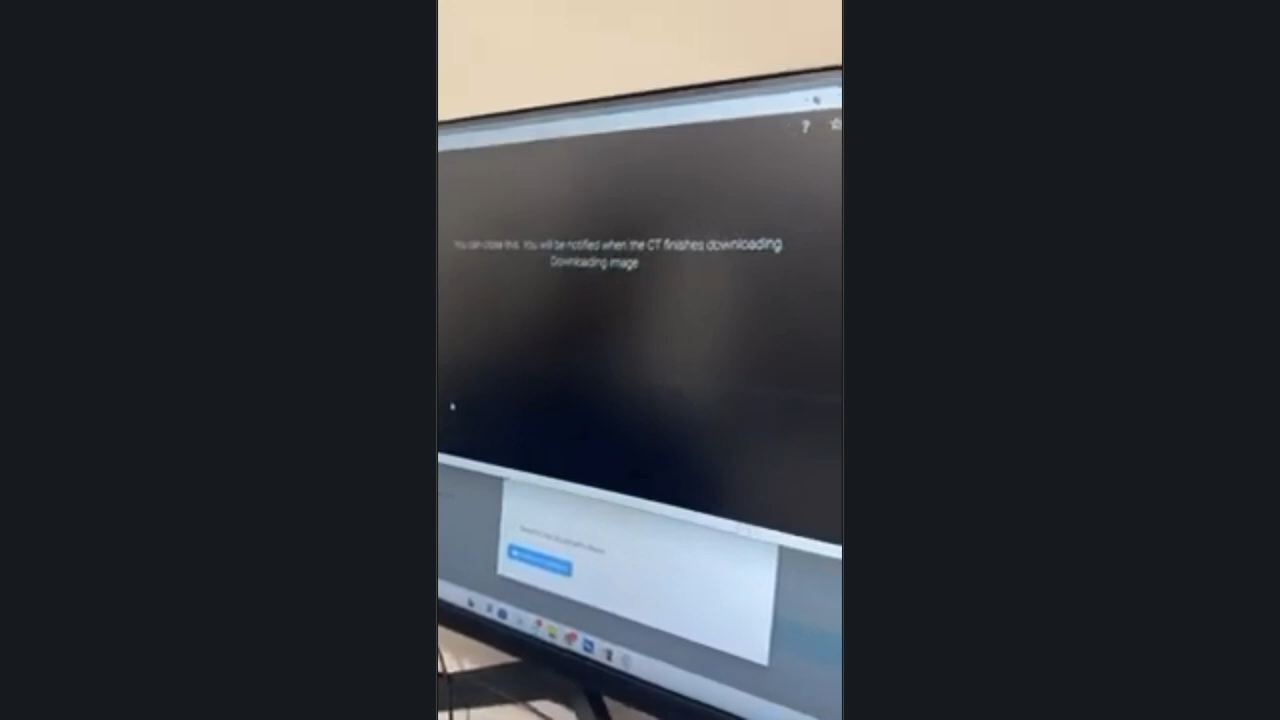 ?
You can close this. You will be notified when the CT finishes downloading.
Downloading image